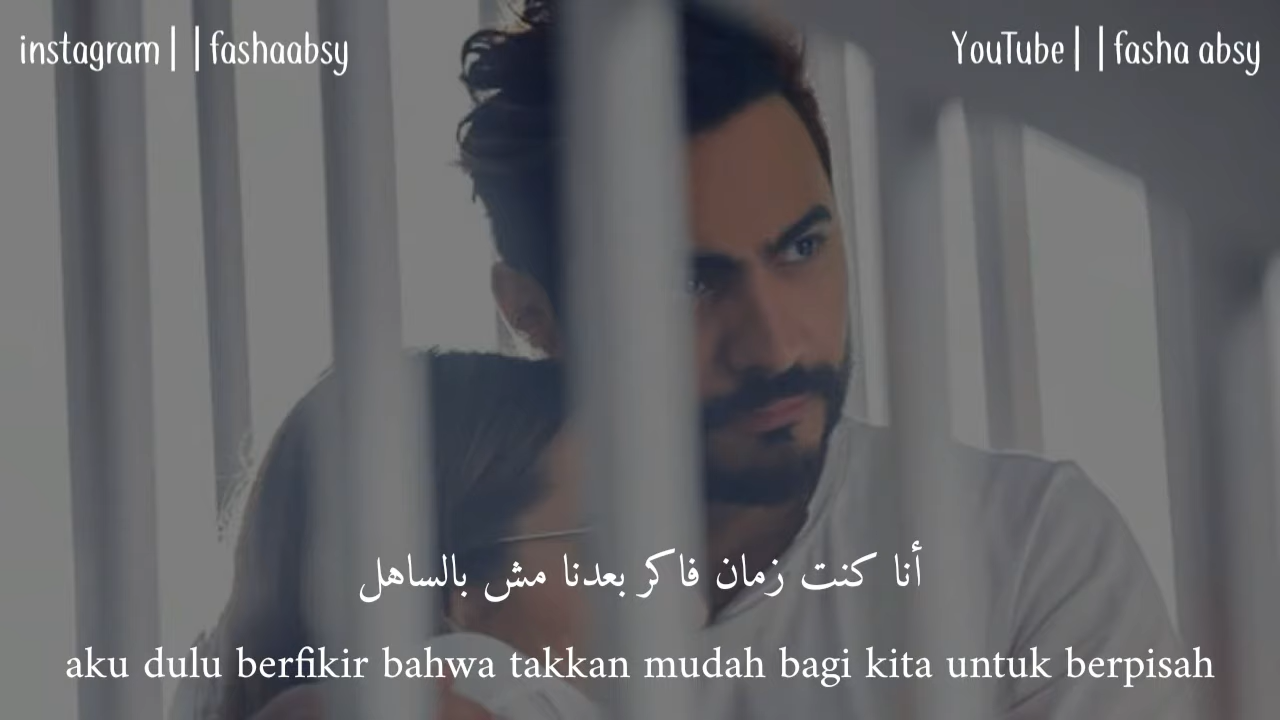 instagram||fashaabsy
YouTube||fasha absy
أنا كنت زمان فاكر بعدنا مش بالساهل
aku dulu berfikir bahwa takkan mudah bagi kita untuk berpisah